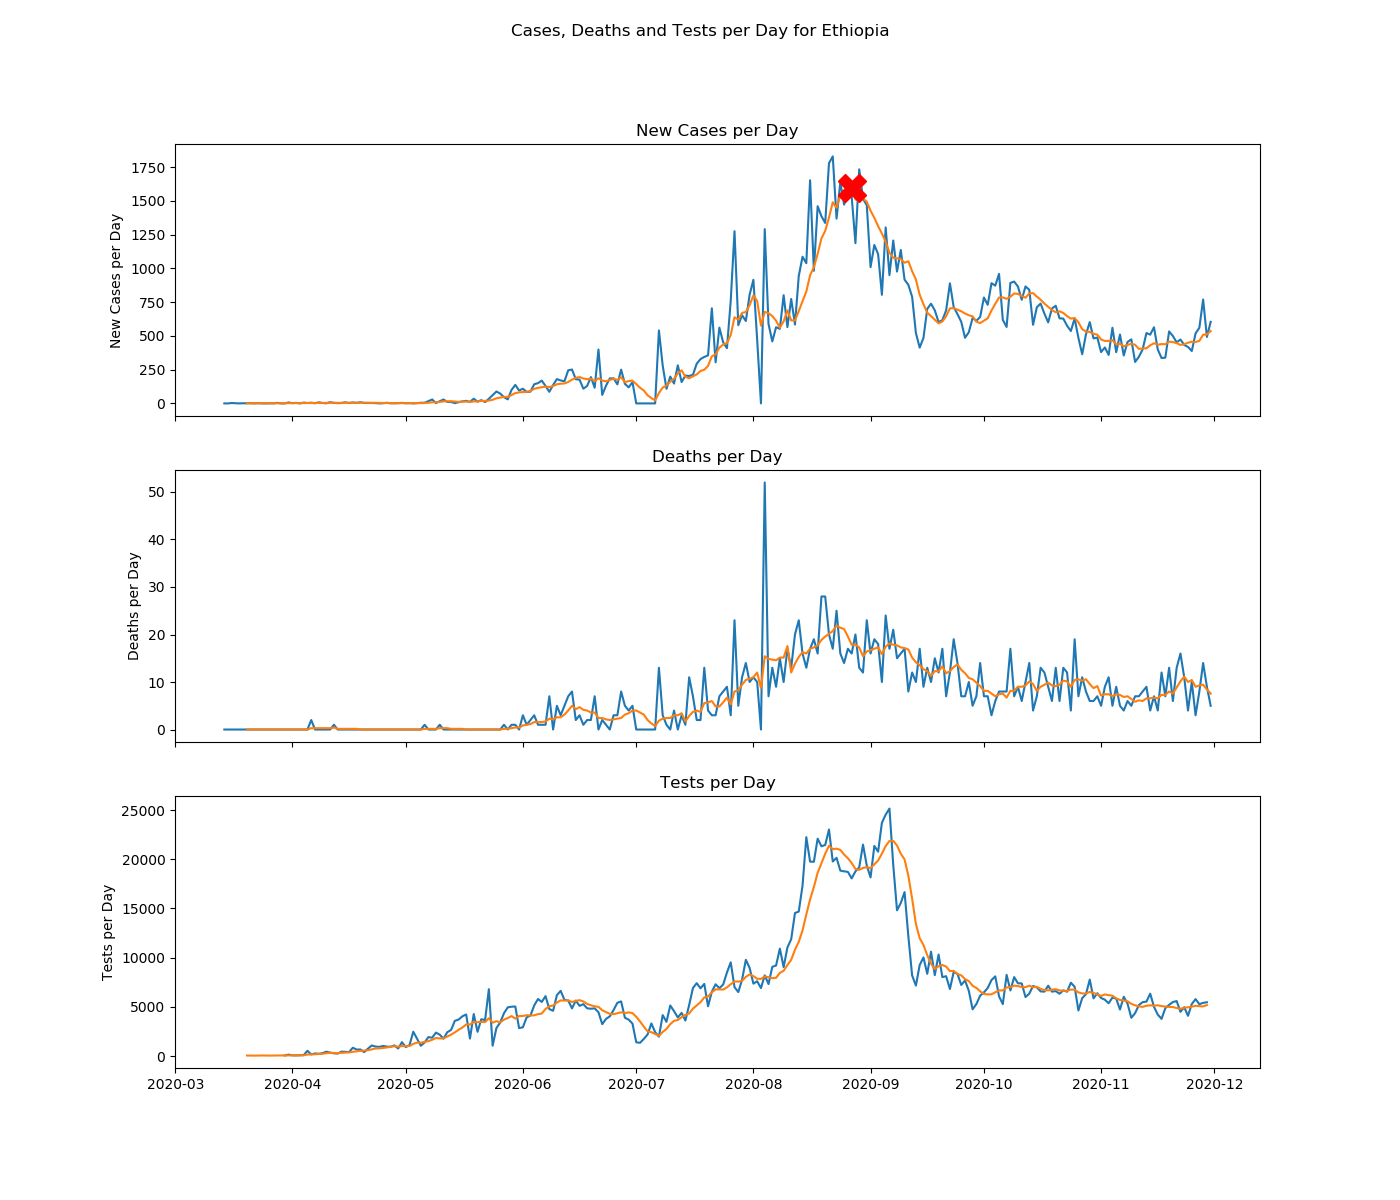 Cases, Deaths and Tests per Day for Ethiopia
New Cases per Day
New Cases per Day
1750
1500
1250
1000
750
500
250
0
Deaths per Day
Deaths per Day
50
40
30
20
10
0
Tests per Day
Tests per Day
25000
20000
15000
10000
5000
0
2020-03 2020-04 2020-05 2020-06 2020-07 2020-08 2020-09 2020-10 2020-11 2020-12